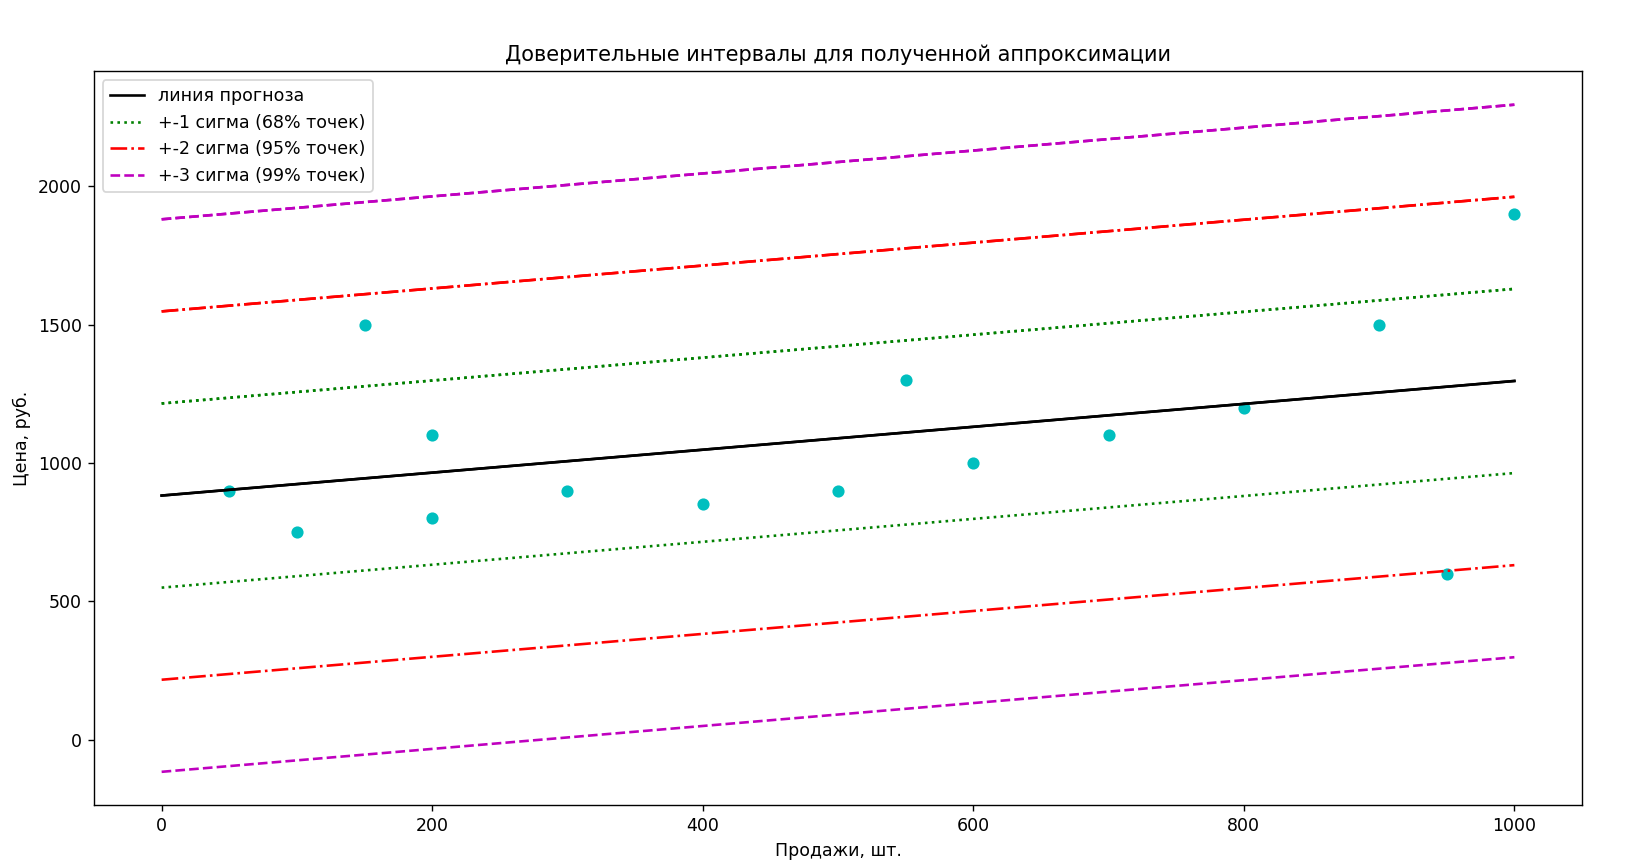 Доверительные интервалы для полученной аппроксимации
линия прогноза
+-1 сигма (68% точек)
+-2 сигма (95% точек)
+-3 сигма (99% точек)
2000
1500
1000
500
0
Цена, руб.
0 200 400 600 800 1000
Продажи, шт.